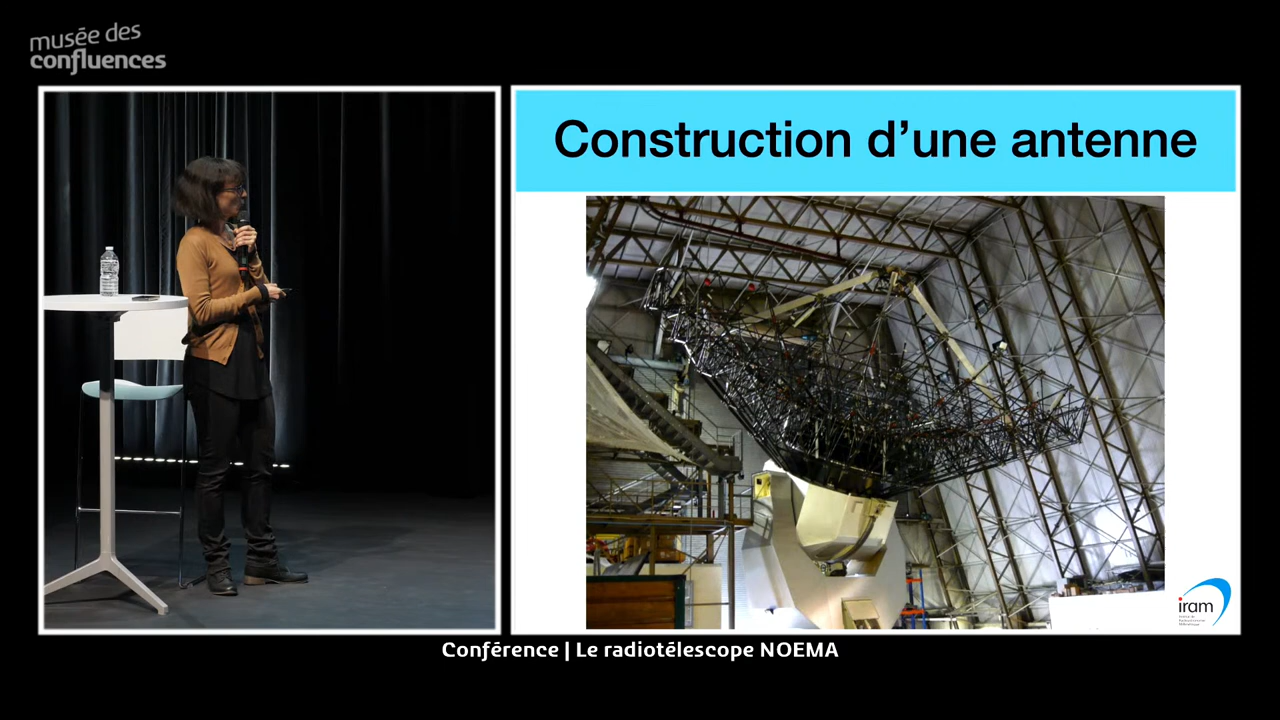 musée des
confluences
Construction d’une antenne
iram
Conférence | Le radiotélescope NOEMA